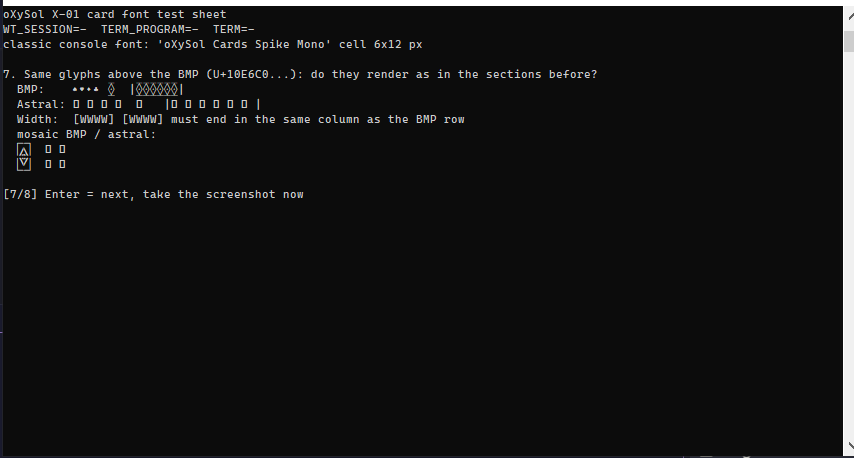 oXySol X-01 card font test sheet
WT_SESSION=-  TERM_PROGRAM=-  TERM=-
classic console font: 'oXySol Cards Spike Mono' cell 6x12 px
7. Same glyphs above the BMP (U+10E6C0...): do they render as in the sections before?
BMP:    ♠♥♦♣ ◊  |◊◊◊◊◊◊|
Astral: ▯ ▯ ▯ ▯  ▯   |▯ ▯ ▯ ▯ ▯ ▯ |
Width:  [WWWW] [WWWW] must end in the same column as the BMP row
mosaic BMP / astral:
▯ ▯
▯ ▯
[7/8] Enter = next, take the screenshot now